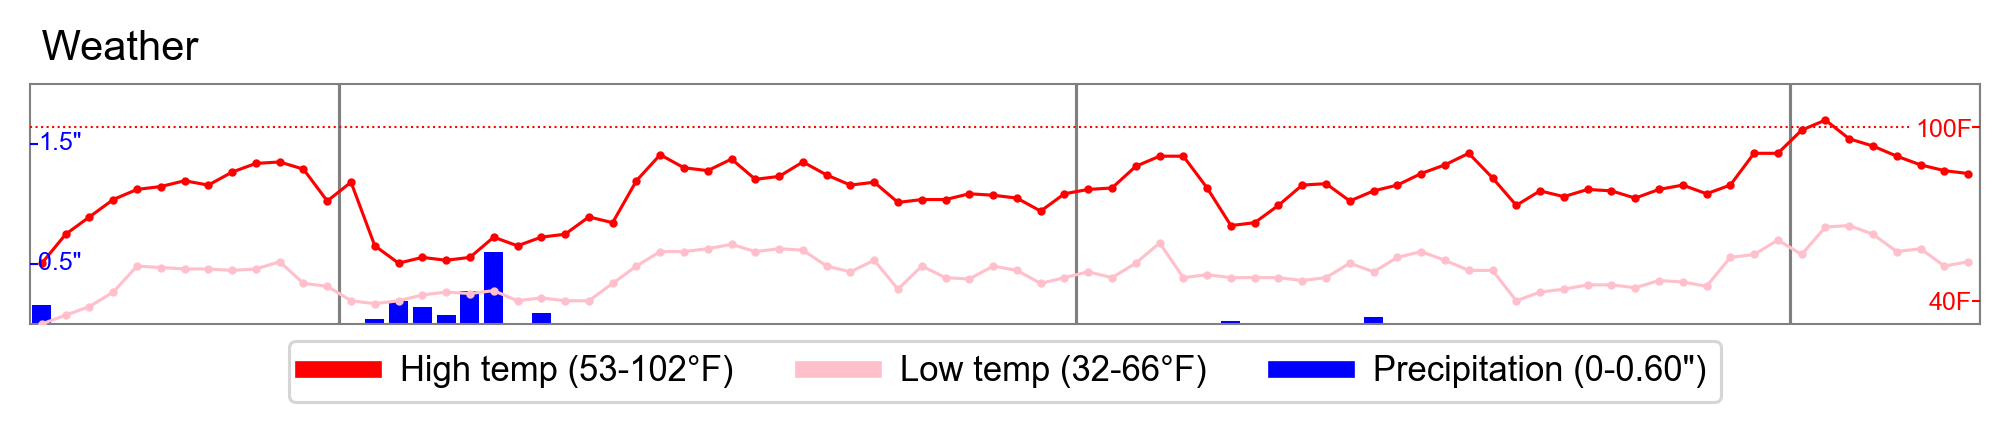 Weather
1.5"
100F
0.5"
40F
High temp (53-102°F) Low temp (32-66°F) Precipitation (0-0.60")